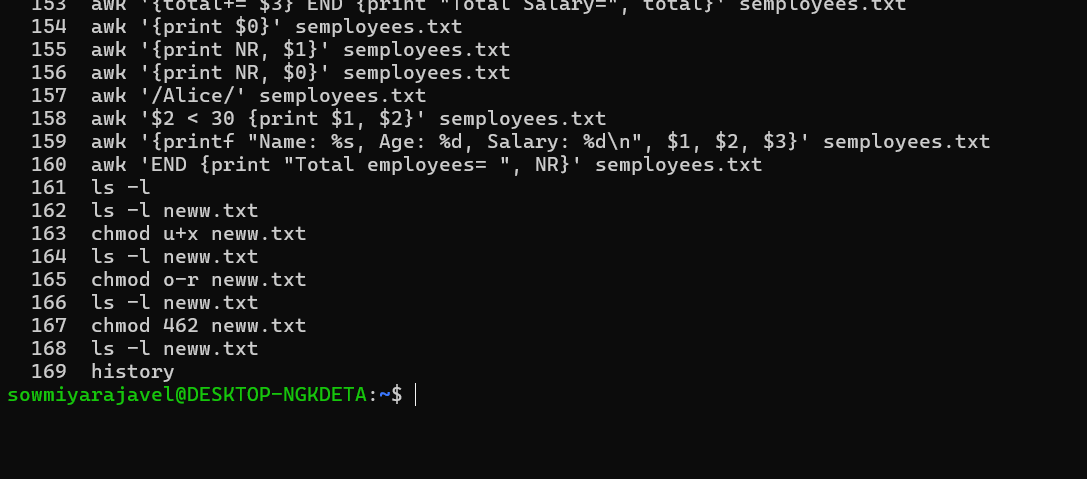 153  awk '{total+= $3} END {print "Total Salary=", total}' semployees.txt
154  awk '{print $0}' semployees.txt
155  awk '{print NR, $1}' semployees.txt
156  awk '{print NR, $0}' semployees.txt
157  awk '/Alice/' semployees.txt
158  awk '$2 < 30 {print $1, $2}' semployees.txt
159  awk '{printf "Name: %s, Age: %d, Salary: %d\n", $1, $2, $3}' semployees.txt
160  awk 'END {print "Total employees= ", NR}' semployees.txt
161  ls -l
162  ls -l neww.txt
163  chmod u+x neww.txt
164  ls -l neww.txt
165  chmod o-r neww.txt
166  ls -l neww.txt
167  chmod 462 neww.txt
168  ls -l neww.txt
169  history
sowmiyarajavel@DESKTOP-NGKDETA:~$